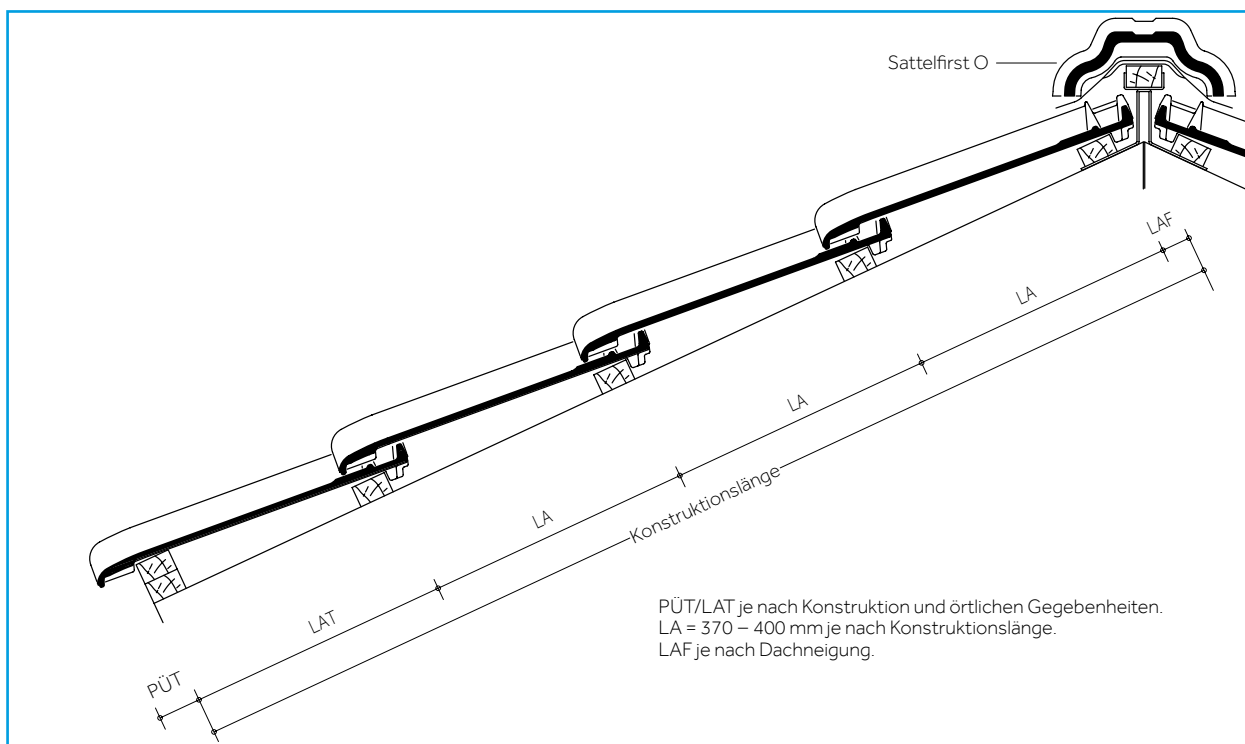 Sattelfirst O
LAF
LA
LA
LA
Konstruktionslänge
LAT
PÜT
PÜT/LAT je nach Konstruktion und örtlichen Gegebenheiten.
LA = 370 – 400 mm je nach Konstruktionslänge.
LAF je nach Dachneigung.